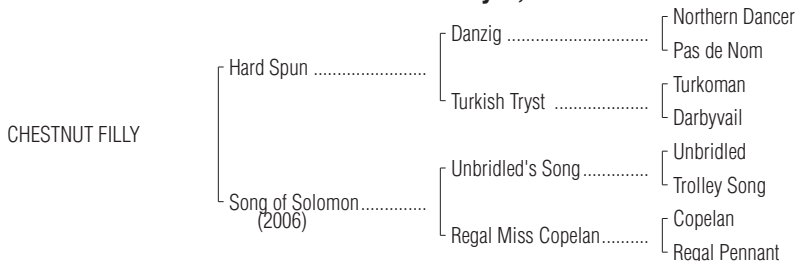 Northern Dancer
Danzig ..............................
Pas de Nom
Hard Spun ........................
Turkoman
Turkish Tryst ....................
Darbyvail
CHESTNUT FILLY
Unbridled
Unbridled's Song..............
Trolley Song
Song of Solomon..............
(2006)
Copelan
Regal Miss Copelan..........
Regal Pennant